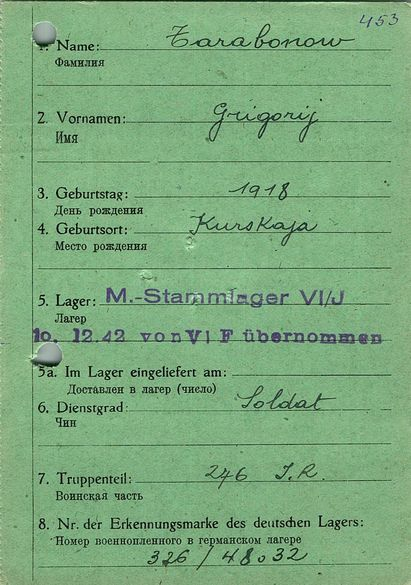 453
1. Name: Tarabonow
Фамилия
2. Vornamen: Grigorij
Имя
3. Geburtstag: 1918
День рождения
4. Geburtsort: Kurskaja
Место рождения
5. Lager: M.-Stammlager VI/J
Лагер
10. 12.42 von VI F übernommen
5a. Im Lager eingeliefert am:
Доставлен в лагер (число)
6. Dienstgrad: Soldat
Чин
7. Truppenteil: 246 J.R.
Воинская часть
8. Nr. der Erkennungsmarke des deutschen Lagers:
Номер военнопленного в германском лагере
326/48032